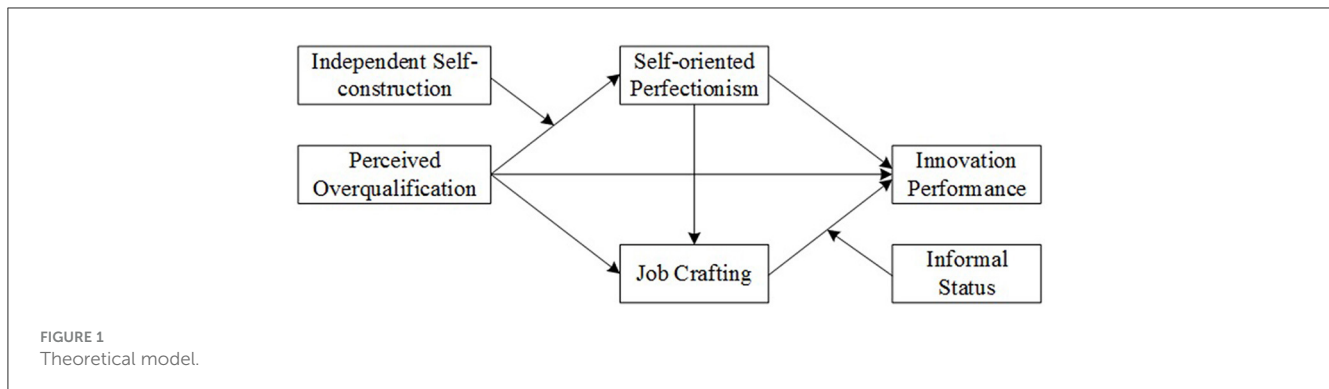 Independent Self-
construction
Self-oriented
Perfectionism
Perceived
Overqualification
Innovation
Performance
Job Crafting
Informal
Status
FIGURE 1
Theoretical model.